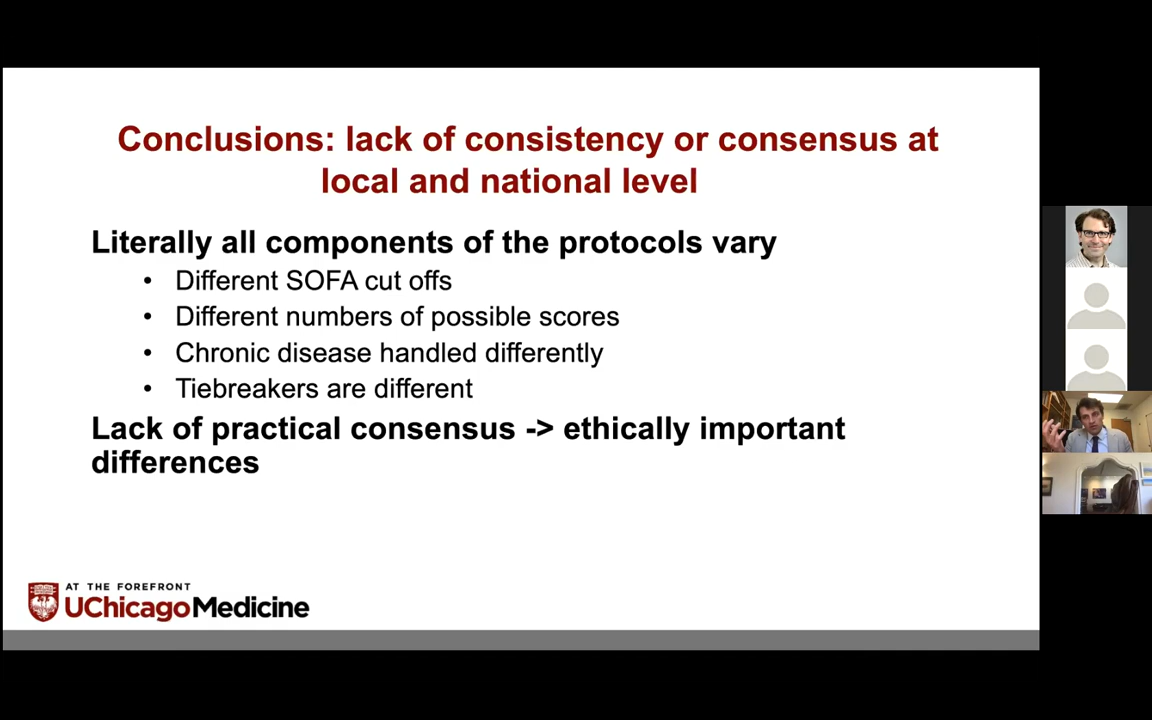 Conclusions: lack of consistency or consensus at
local and national level
Literally all components of the protocols vary
• Different SOFA cut offs
• Different numbers of possible scores
• Chronic disease handled differently
• Tiebreakers are different
Lack of practical consensus -> ethically important
differences
AT THE FOREFRONT
UChicagoMedicine